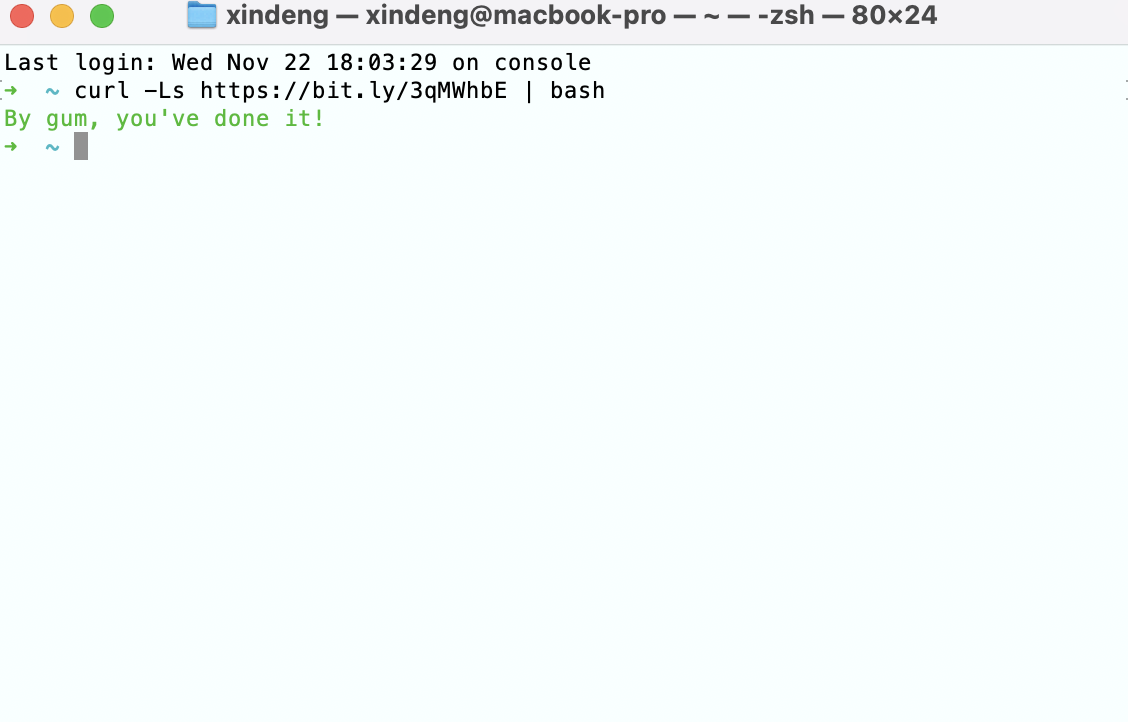 xindeng — xindeng@macbook-pro — ~ — -zsh — 80×24
Last login: Wed Nov 22 18:03:29 on console
➜  ~ curl -Ls https://bit.ly/3qMWhbE | bash
By gum, you've done it!
➜  ~